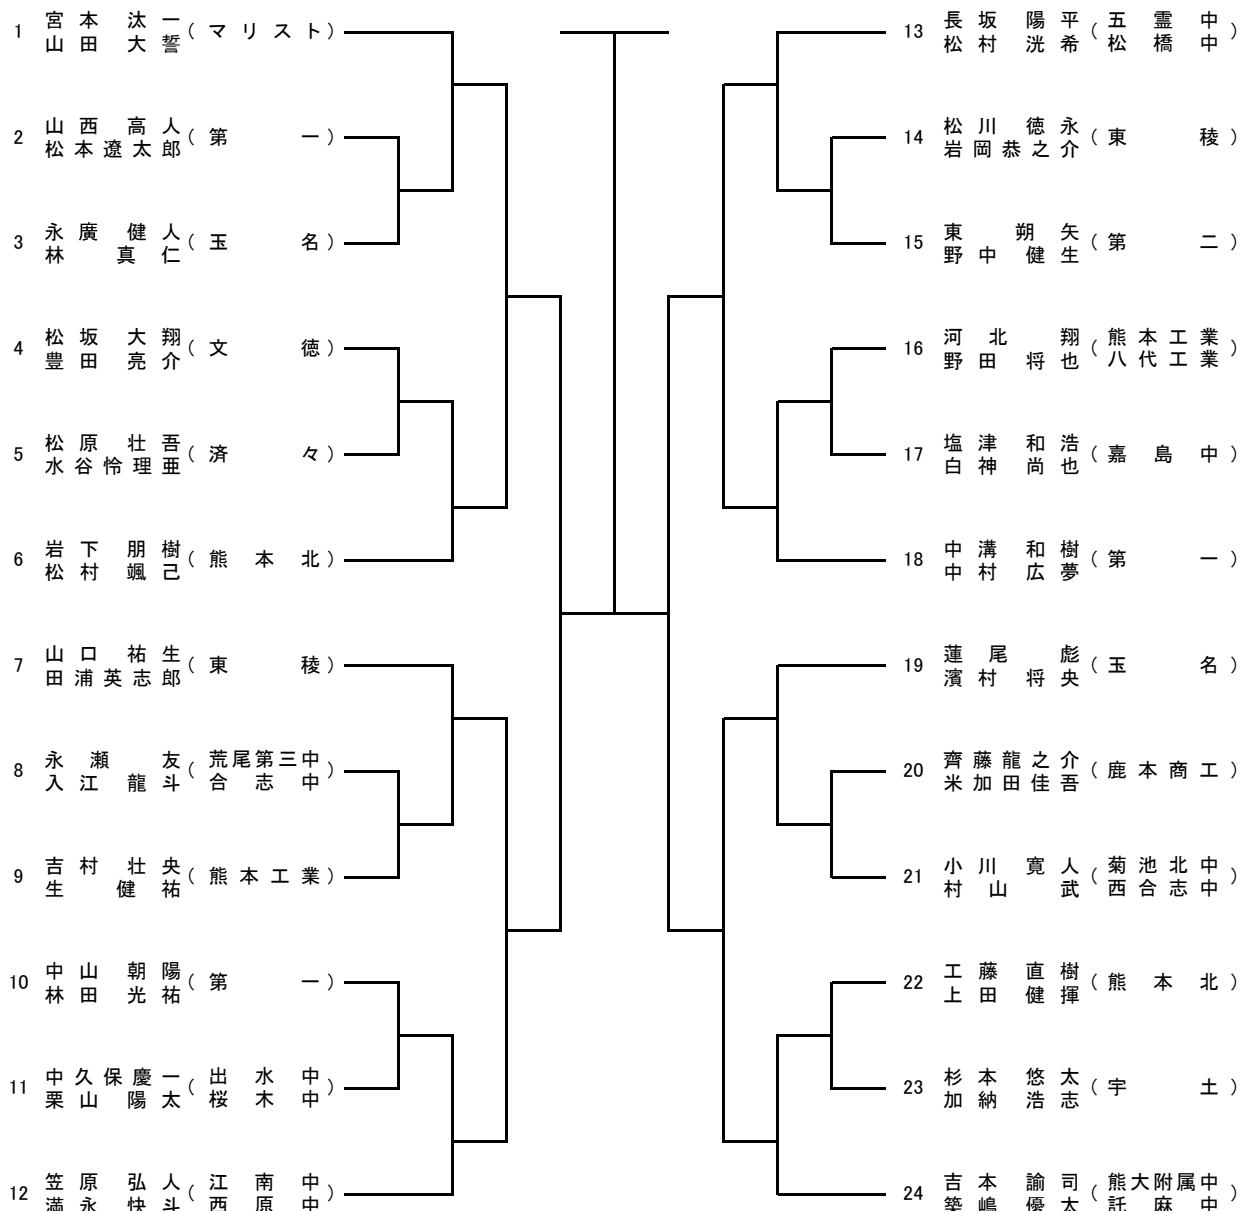 1 宮本 汰一 (マリスト)
山田 大誓
2 山西 高人 (第一)
松本遼太郎
3 永廣 健人 (玉名)
林 真仁
4 松坂 大翔 (文徳)
豊田 亮介
5 松原 壮吾 (済々)
水谷怜理亜
6 岩下 朋樹 (熊本北)
松村 颯己
7 山口 祐生 (東稜)
田浦英志郎
8 永瀬 友 (荒尾第三中)
入江 龍斗 合志中
9 吉村 壮央 (熊本工業)
生 健祐
10 中山 朝陽 (第一)
林田 光祐
11 中久保慶一 (出水中)
栗山 陽太 桜木中
12 笠原 弘人 (江南中)
満永 快斗 西原中
13 長坂 陽平 (五霊中)
松村 洸希 松橋中
14 松川 徳永 (東稜)
岩岡恭之介
15 東 朔矢 (第二)
野中 健生
16 河北 翔 (熊本工業)
野田 将也 八代工業
17 塩津 和浩 (嘉島中)
白神 尚也
18 中溝 和樹 (第一)
中村 広夢
19 蓮尾 彪 (玉名)
濱村 将央
20 齊藤龍之介 (鹿本商工)
米加田佳吾
21 小川 寛人 (菊池北中)
村山 武 西合志中
22 工藤 直樹 (熊本北)
上田 健揮
23 杉本 悠太 (宇土)
加納 浩志
24 吉本 諭司 (熊大附属中)
築嶋 優太 託麻中